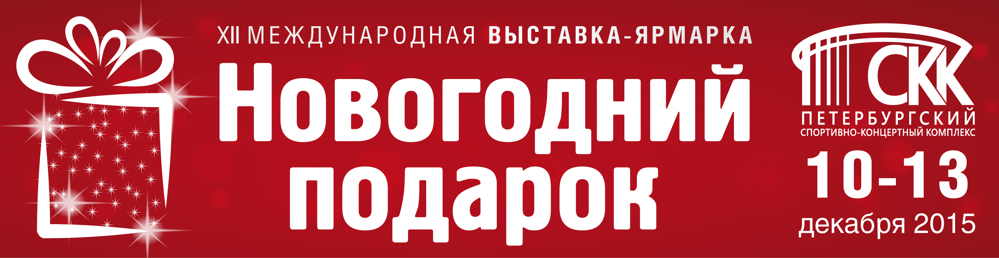 XII МЕЖДУНАРОДНАЯ ВЫСТАВКА-ЯРМАРКА
Новогодний
подарок
СКК
ПЕТЕРБУРГСКИЙ
СПОРТИВНО-КОНЦЕРТНЫЙ КОМПЛЕКС
10-13
декабря 2015